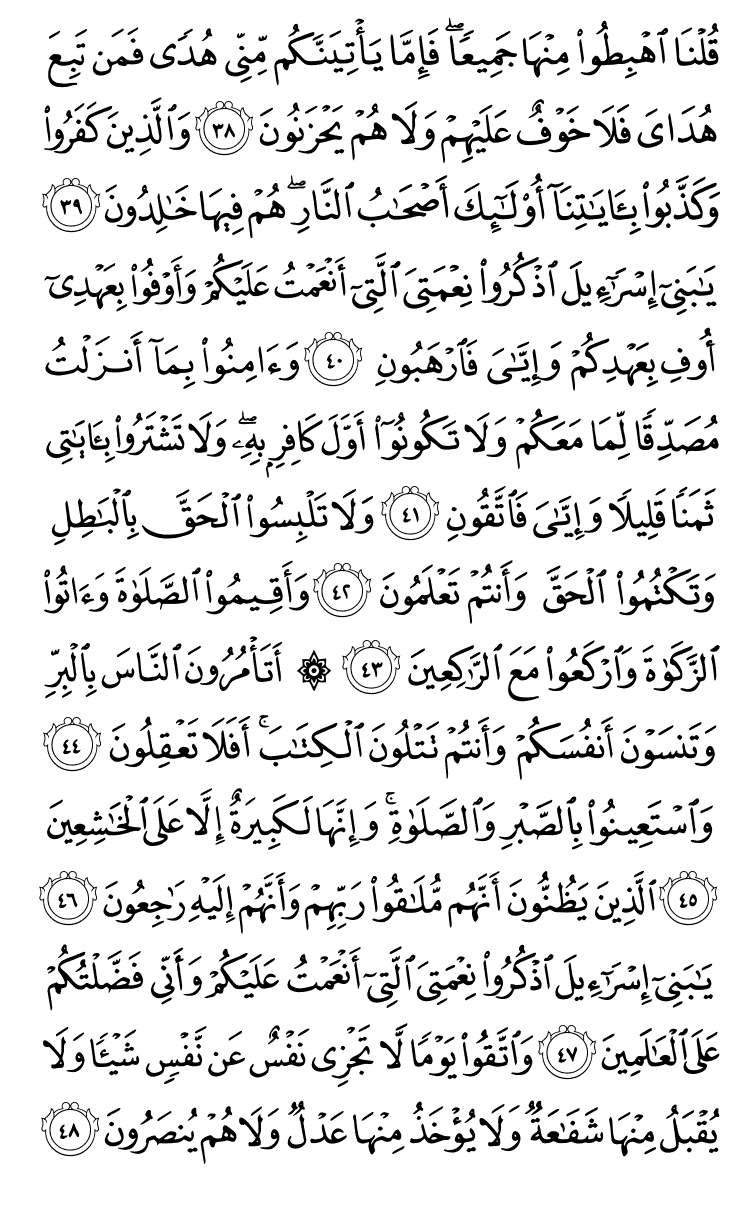 قُلۡنَا ٱهۡبِطُواْ مِنۡهَا جَمِيعٗاۖ فَإِمَّا يَأۡتِيَنَّكُم مِّنِّي هُدٗى فَمَن تَبِعَ
هُدَايَ فَلَا خَوۡفٌ عَلَيۡهِمۡ وَلَا هُمۡ يَحۡزَنُونَ ٣٨ وَٱلَّذِينَ كَفَرُواْ
وَكَذَّبُواْ بِـَٔايَٰتِنَآ أُوْلَٰٓئِكَ أَصۡحَٰبُ ٱلنَّارِۖ هُمۡ فِيهَا خَٰلِدُونَ ٣٩
يَٰبَنِيٓ إِسۡرَٰٓءِيلَ ٱذۡكُرُواْ نِعۡمَتِيَ ٱلَّتِيٓ أَنۡعَمۡتُ عَلَيۡكُمۡ وَأَوۡفُواْ بِعَهۡدِيٓ
أُوفِ بِعَهۡدِكُمۡ وَإِيَّٰيَ فَٱرۡهَبُونِ ٤٠ وَءَامِنُواْ بِمَآ أَنزَلۡتُ
مُصَدِّقٗا لِّمَا مَعَكُمۡ وَلَا تَكُونُوٓاْ أَوَّلَ كَافِرِۭ بِهِۦۖ وَلَا تَشۡتَرُواْ بِـَٔايَٰتِي
ثَمَنٗا قَلِيلٗا وَإِيَّٰيَ فَٱتَّقُونِ ٤١ وَلَا تَلۡبِسُواْ ٱلۡحَقَّ بِٱلۡبَٰطِلِ
وَتَكۡتُمُواْ ٱلۡحَقَّ وَأَنتُمۡ تَعۡلَمُونَ ٤٢ وَأَقِيمُواْ ٱلصَّلَوٰةَ وَءَاتُواْ
ٱلزَّكَوٰةَ وَٱرۡكَعُواْ مَعَ ٱلرَّٰكِعِينَ ٤٣ ۞ أَتَأۡمُرُونَ ٱلنَّاسَ بِٱلۡبِرِّ
وَتَنسَوۡنَ أَنفُسَكُمۡ وَأَنتُمۡ تَتۡلُونَ ٱلۡكِتَٰبَۚ أَفَلَا تَعۡقِلُونَ ٤٤
وَٱسۡتَعِينُواْ بِٱلصَّبۡرِ وَٱلصَّلَوٰةِۚ وَإِنَّهَا لَكَبِيرَةٌ إِلَّا عَلَى ٱلۡخَٰشِعِينَ
٤٥ ٱلَّذِينَ يَظُنُّونَ أَنَّهُم مُّلَٰقُواْ رَبِّهِمۡ وَأَنَّهُمۡ إِلَيۡهِ رَٰجِعُونَ ٤٦
يَٰبَنِيٓ إِسۡرَٰٓءِيلَ ٱذۡكُرُواْ نِعۡمَتِيَ ٱلَّتِيٓ أَنۡعَمۡتُ عَلَيۡكُمۡ وَأَنِّي فَضَّلۡتُكُمۡ
عَلَى ٱلۡعَٰلَمِينَ ٤٧ وَٱتَّقُواْ يَوۡمٗا لَّا تَجۡزِي نَفۡسٌ عَن نَّفۡسٖ شَيۡـٔٗا وَلَا
يُقۡبَلُ مِنۡهَا شَفَٰعَةٞ وَلَا يُؤۡخَذُ مِنۡهَا عَدۡلٞ وَلَا هُمۡ يُنصَرُونَ ٤٨